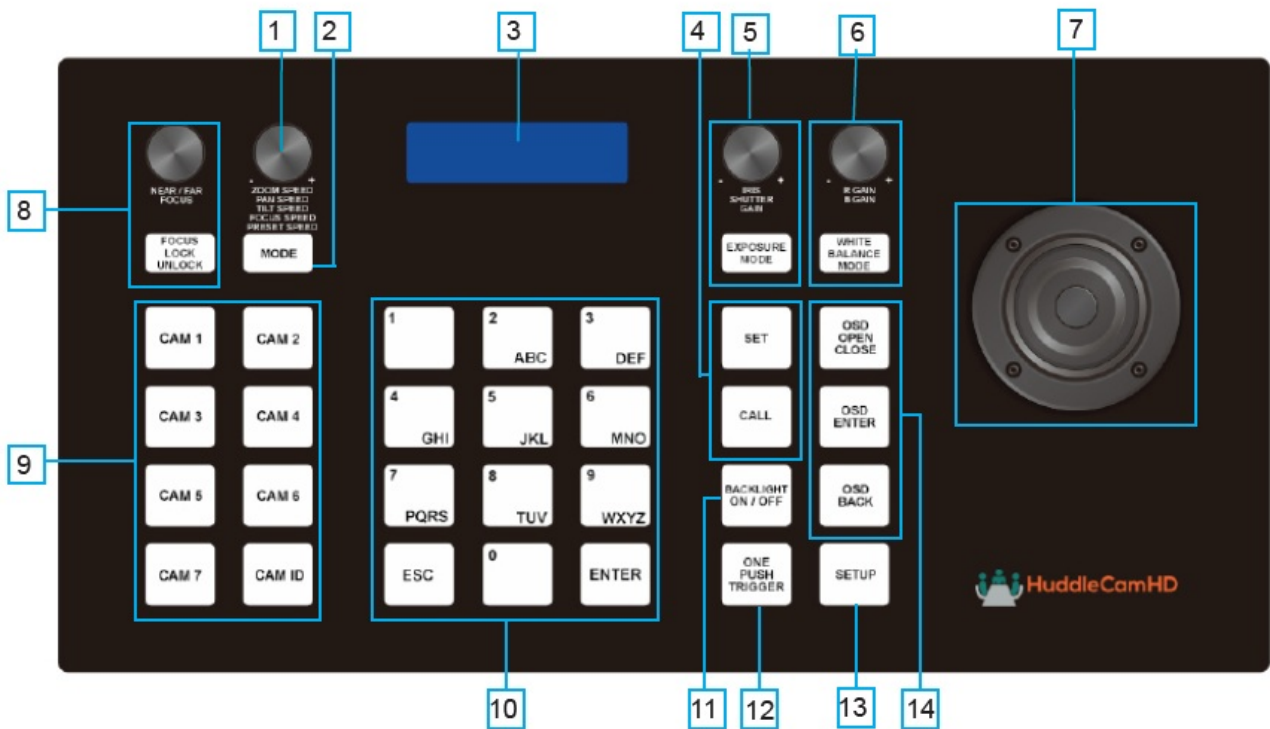 1
2
3
4
5
6
7
8
NEAR / FAR
FOCUS
- +
ZOOM SPEED
PAN SPEED
TILT SPEED
FOCUS SPEED
PRESET SPEED
- +
IRIS
SHUTTER
GAIN
- +
R GAIN
B GAIN
FOCUS
LOCK
UNLOCK
MODE
EXPOSURE
MODE
WHITE
BALANCE
MODE
9
CAM 1
CAM 2
CAM 3
CAM 4
CAM 5
CAM 6
CAM 7
CAM ID
1
2
ABC
3
DEF
4
GHI
5
JKL
6
MNO
7
PQRS
8
TUV
9
WXYZ
ESC
0
ENTER
SET
CALL
BACKLIGHT
ON / OFF
ONE
PUSH
TRIGGER
OSD
OPEN
CLOSE
OSD
ENTER
OSD
BACK
SETUP
HuddleCamHD
10
11
12
13
14